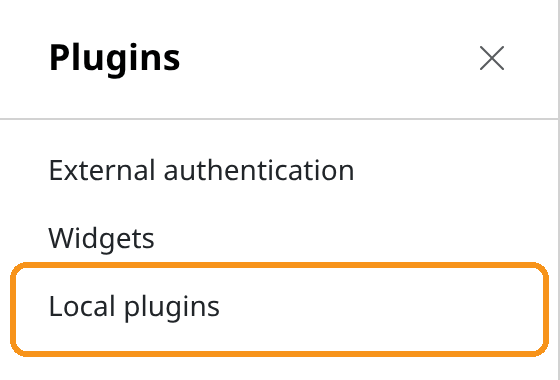 Plugins
External authentication
Widgets
Local plugins